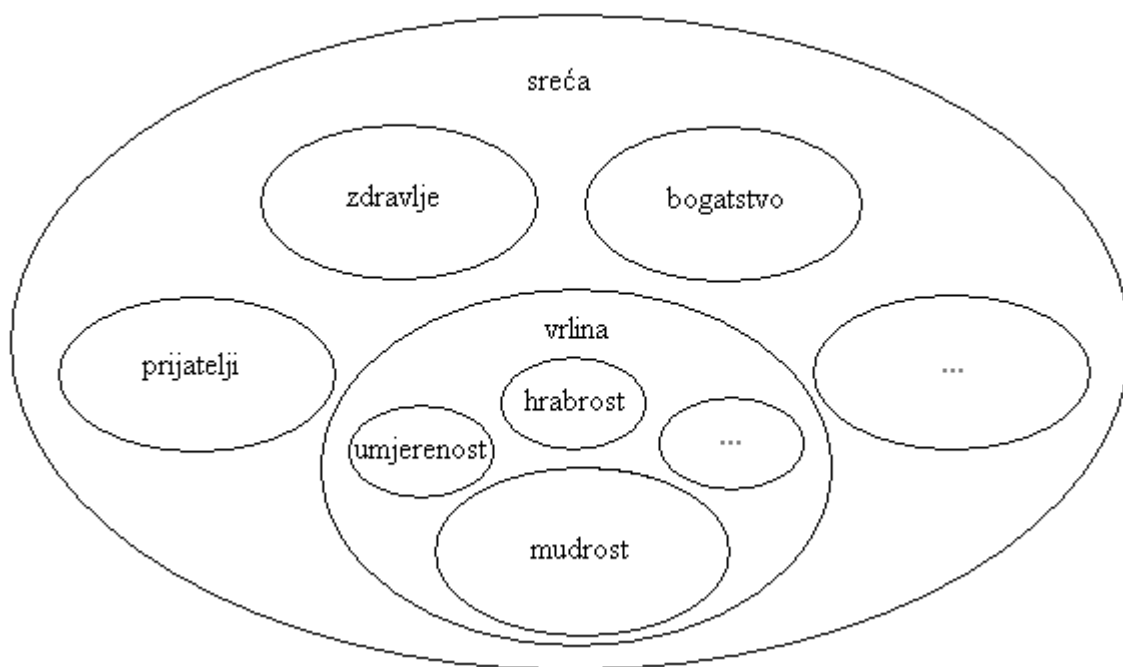 sreća
zdravlje
bogatstvo
prijatelji
vrlina
hrabrost
umjerenost
...
...
mudrost